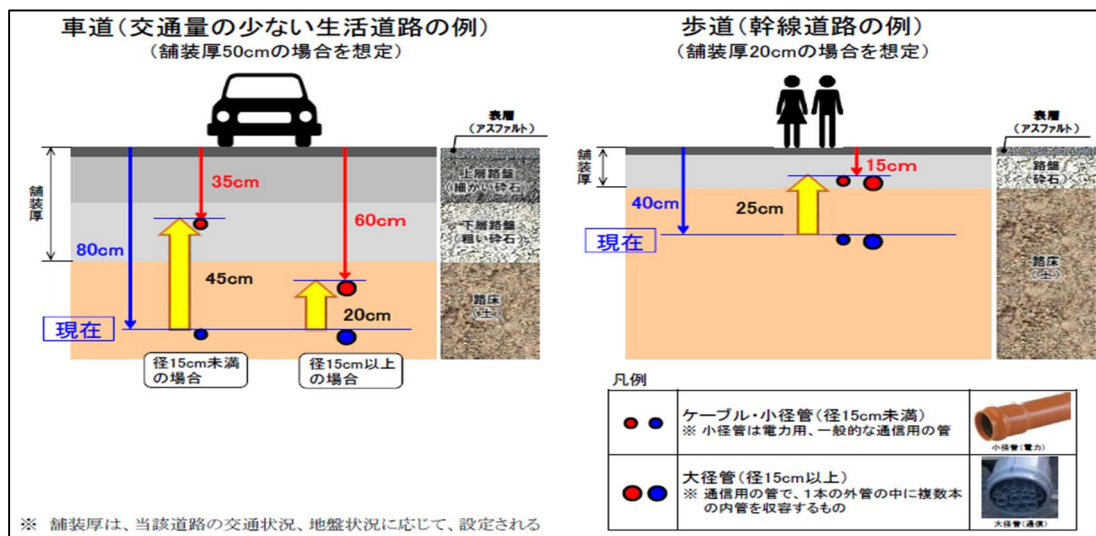 車道(交通量の少ない生活道路の例)
(舗装厚50cmの場合を想定)
表層
(アスファルト)
舗装厚
35cm
60cm
80cm
45cm
20cm
現在
上層路盤
(細かい砕石)
下層路盤
(粗い砕石)
路床
(土)
径15cm未満
の場合
径15cm以上
の場合
※ 舗装厚は、当該道路の交通状況、地盤状況に応じて、設定される
歩道(幹線道路の例)
(舗装厚20cmの場合を想定)
表層
(アスファルト)
舗装厚
15cm
40cm
25cm
現在
路盤
(砕石)
路床
(土)
凡例
ケーブル・小径管(径15cm未満)
※ 小径管は電力用、一般的な通信用の管
小径管(電力)
大径管(径15cm以上)
※ 通信用の管で、1本の外管の中に複数本
の内管を収容するもの
大径管(通信)